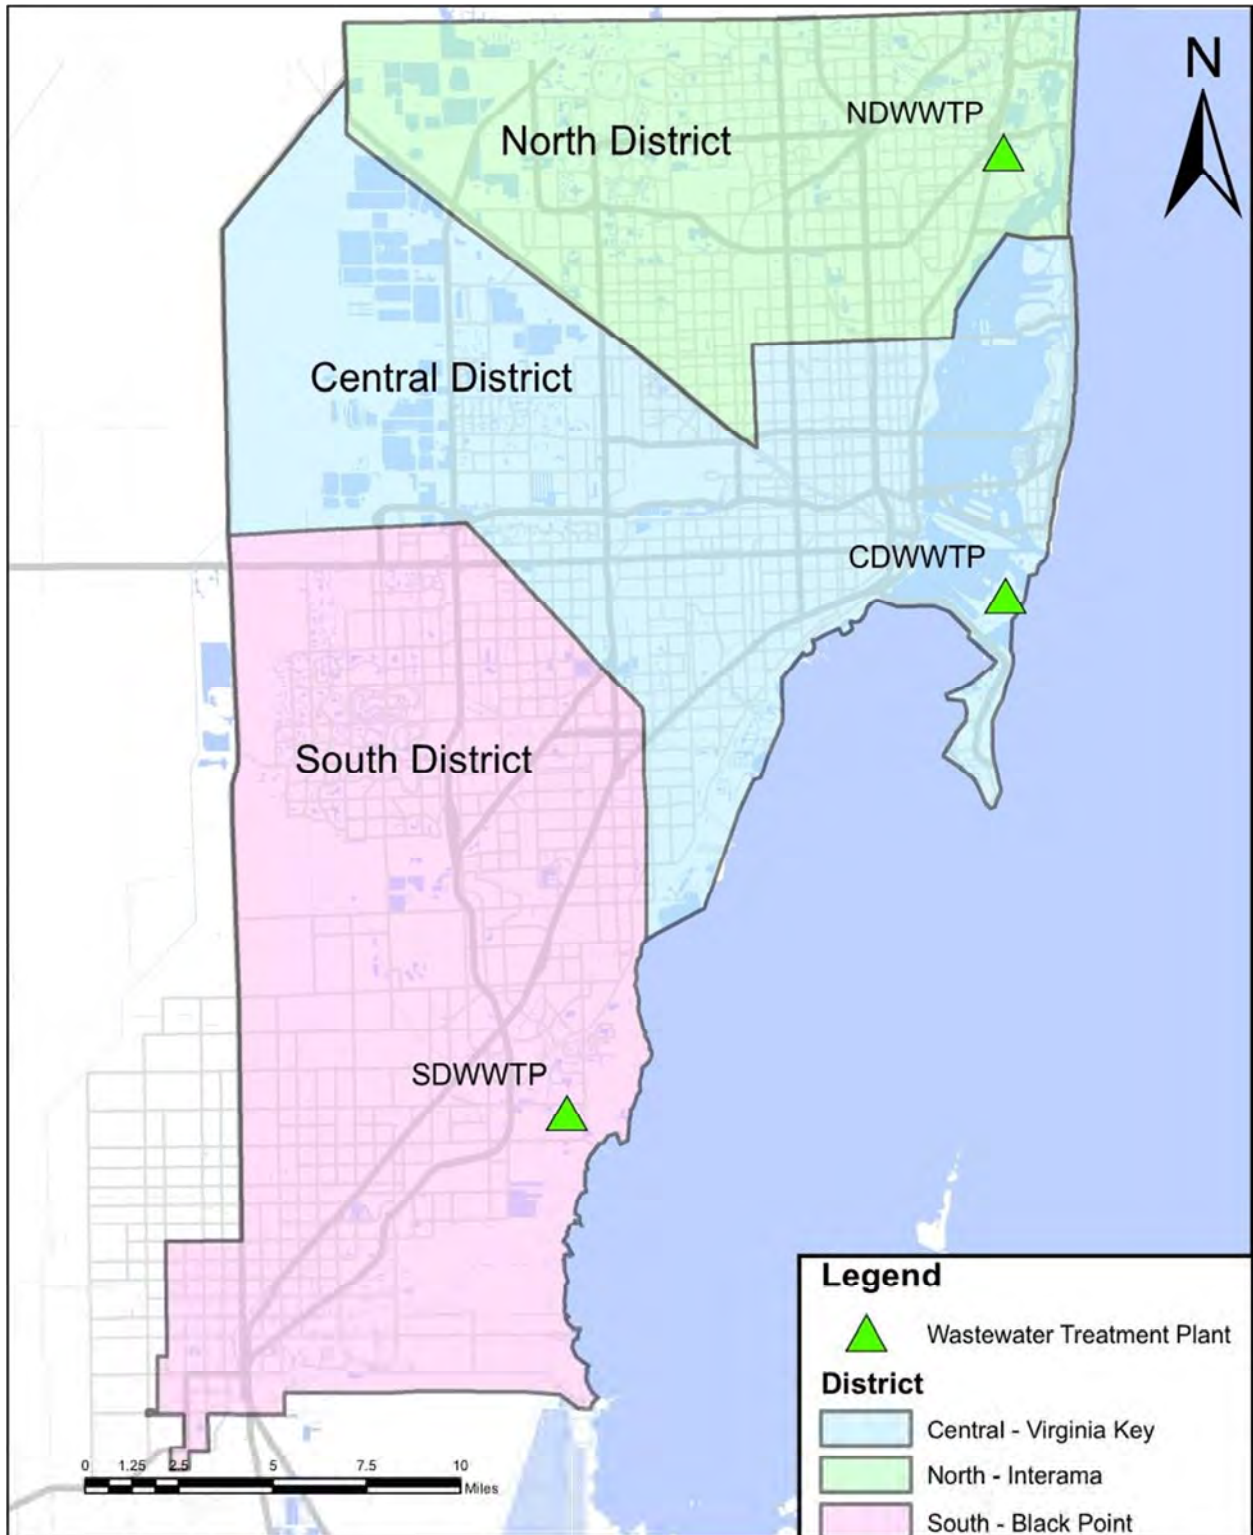 N
NDWWTP
North District
Central District
CDWWTP
South District
SDWWTP
Legend
Wastewater Treatment Plant
District
Central - Virginia Key
North - Interama
South - Black Point
0 1.25 2.5 5 7.5 10
Miles